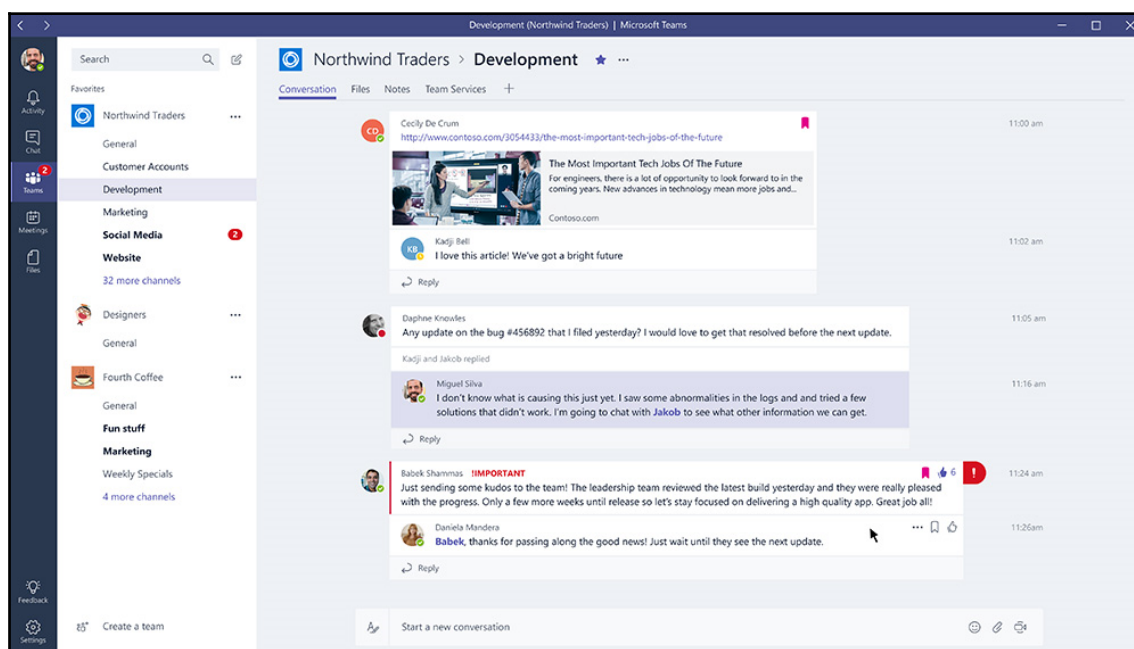 Development (Northwind Traders) | Microsoft Teams
Activity
Chat
2
Teams
Meetings
Files
Feedback
Settings
Search
Favorites
Northwind Traders
General
Customer Accounts
Development
Marketing
Social Media 2
Website
32 more channels
Designers
General
Fourth Coffee
General
Fun stuff
Marketing
Weekly Specials
4 more channels
Create a team
Northwind Traders > Development
Conversation Files Notes Team Services
CD
Cecily De Crum 11:00 am
http://www.contoso.com/3054433/the-most-important-tech-jobs-of-the-future
The Most Important Tech Jobs Of The Future
For engineers, there is a lot of opportunity to look forward to in the
coming years. New advances in technology mean more jobs and...
Contoso.com
KB
Kadji Bell 11:02 am
I love this article! We've got a bright future
Reply
Daphne Knowles 11:05 am
Any update on the bug #456892 that I filed yesterday? I would love to get that resolved before the next update.
Kadji and Jakob replied
Miguel Silva 11:16 am
I don't know what is causing this just yet. I saw some abnormalities in the logs and and tried a few
solutions that didn't work. I'm going to chat with Jakob to see what other information we can get.
Reply
Babek Shammas !IMPORTANT 6 ! 11:24 am
Just sending some kudos to the team! The leadership team reviewed the latest build yesterday and they were really pleased
with the progress. Only a few more weeks until release so let's stay focused on delivering a high quality app. Great job all!
Daniela Mandera 11:26am
Babek, thanks for passing along the good news! Just wait until they see the next update.
Reply
Start a new conversation